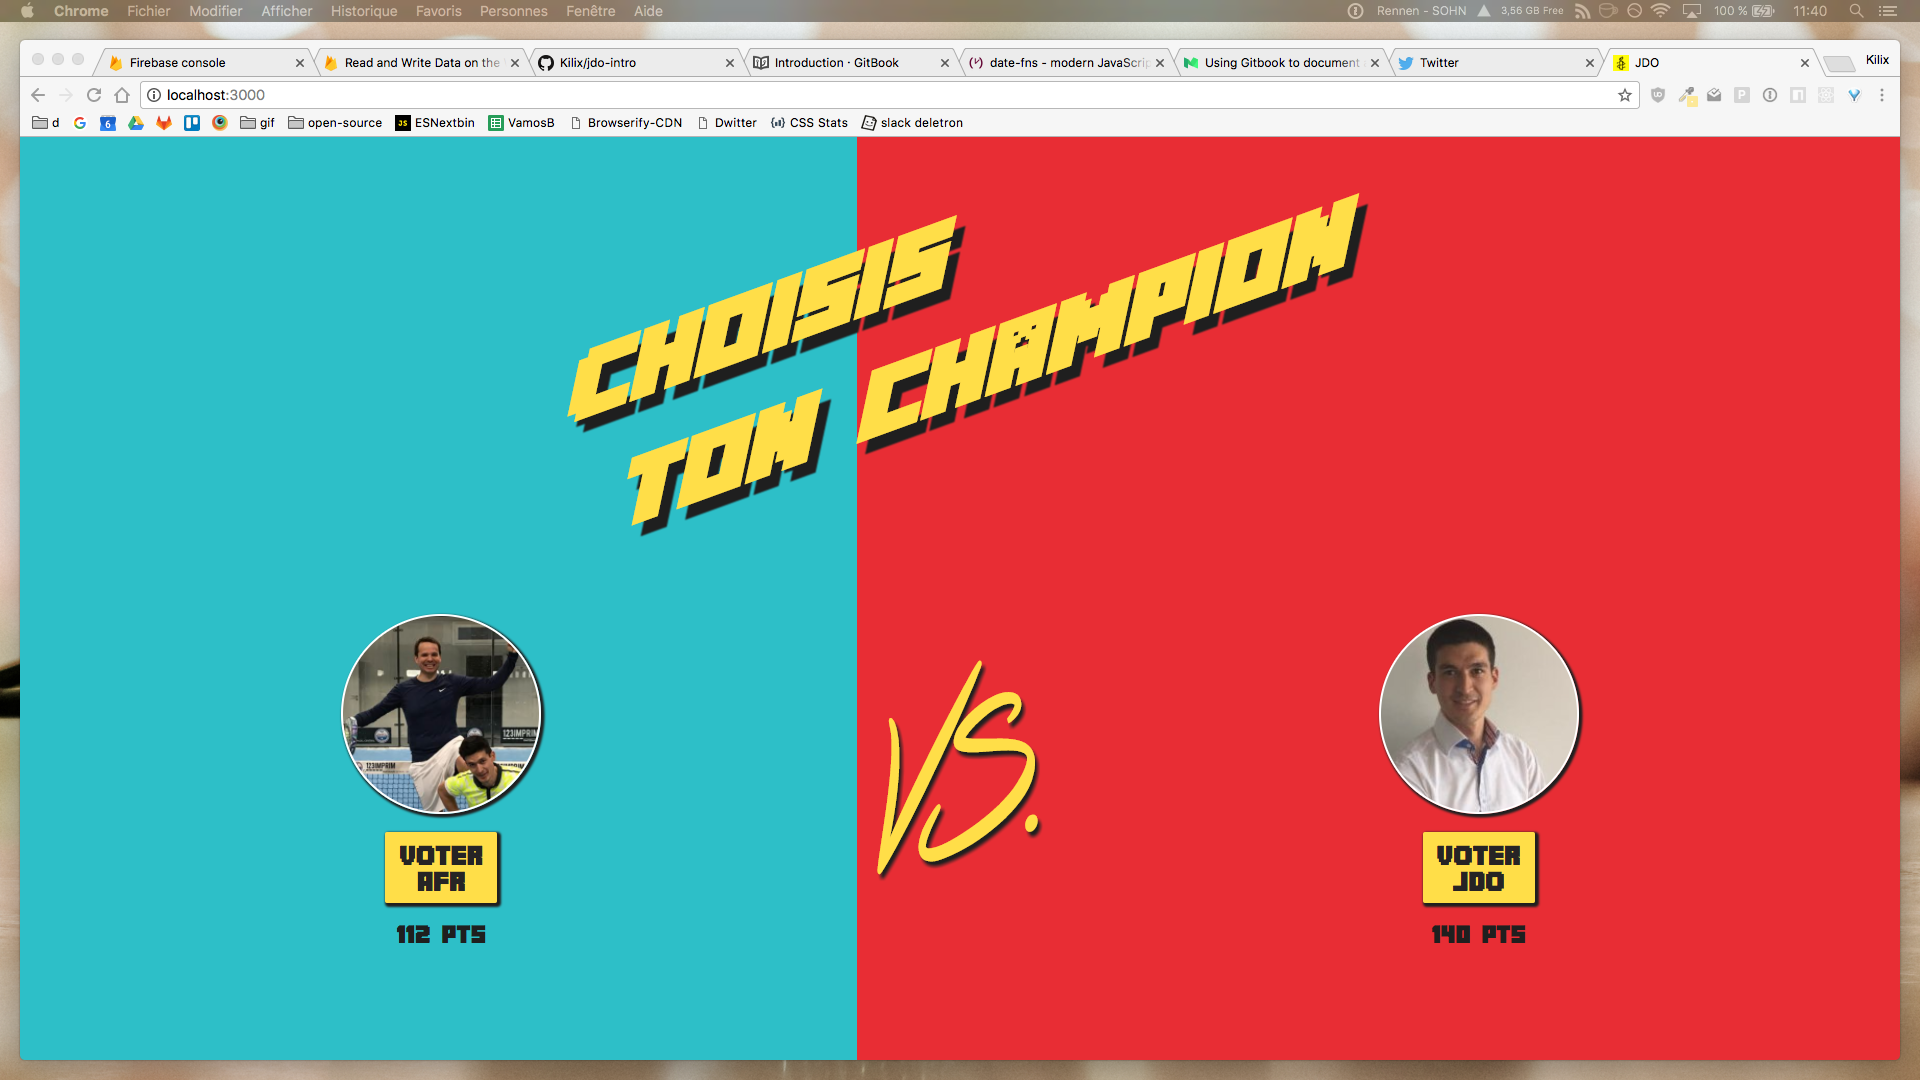 Chrome Fichier Modifier Afficher Historique Favoris Personnes Fenêtre Aide Rennen - SOHN 3,56 GB Free 100 % 11:40
Firebase console Read and Write Data on the Kilix/jdo-intro Introduction · GitBook date-fns - modern JavaScrip Using Gitbook to document Twitter JDO Kilix
localhost:3000
d gif open-source ESNextbin VamosB Browserify-CDN Dwitter CSS Stats slack deletron
CHOISIS
TON CHAMPION
VS.
VOTER
AFR
112 PTS
VOTER
JDO
140 PTS